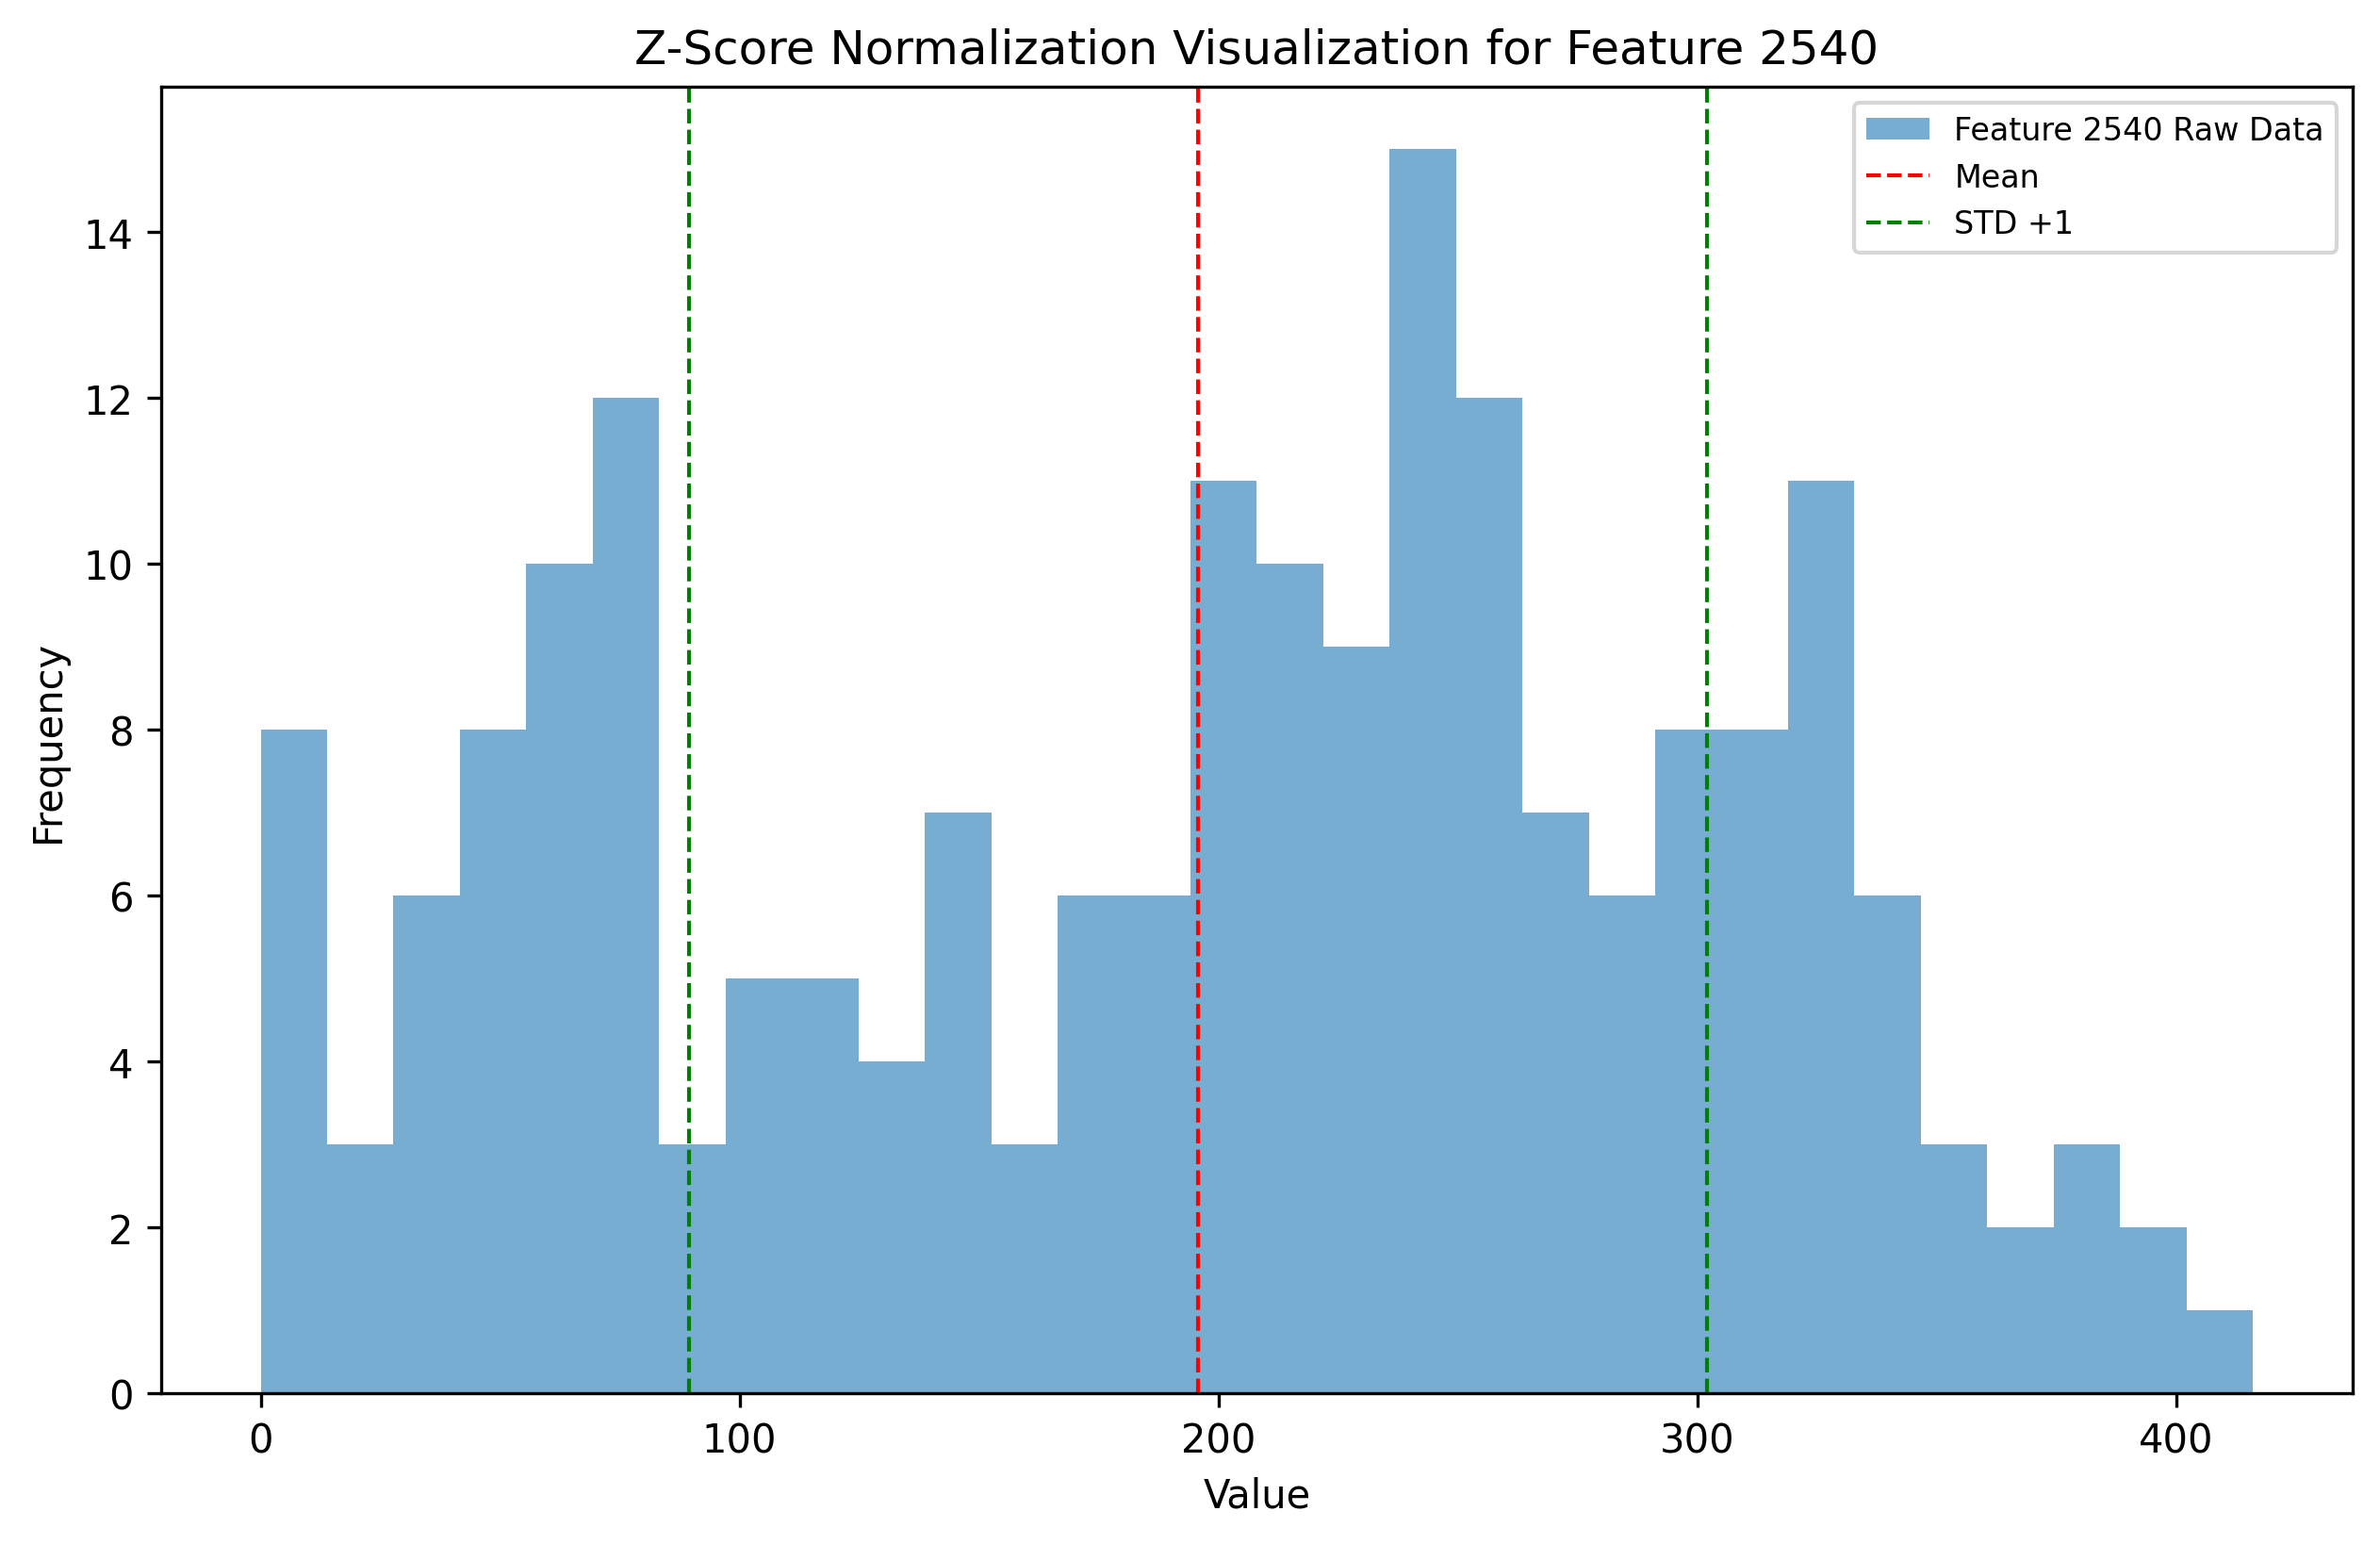 Z-Score Normalization Visualization for Feature 2540
Feature 2540 Raw Data
Mean
STD +1
14
12
10
8
6
4
2
0
Frequency
0 100 200 300 400
Value